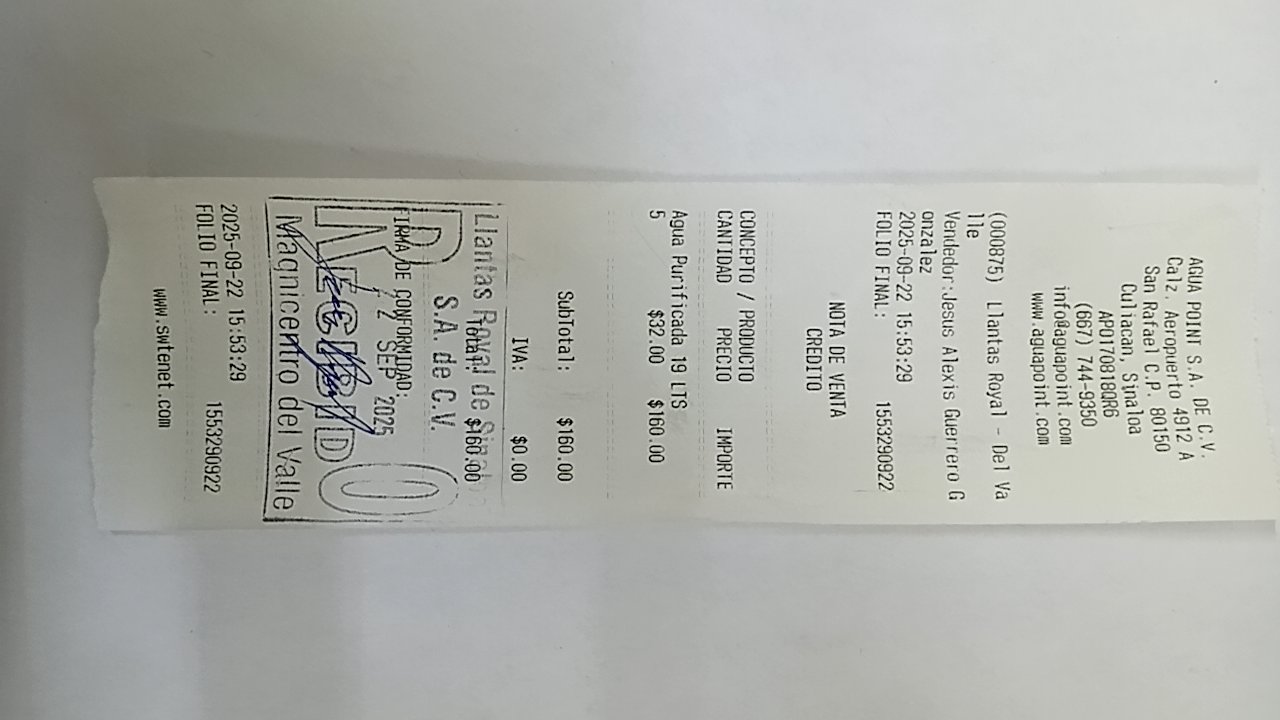 AGUA POINT S.A. DE C.V.
Calz. Aeropuerto 4912 A
San Rafael C.P. 80150
Culiacan, Sinaloa
APO170818QR6
(667) 744-9350
info@aguapoint.com
www.aguapoint.com
(000875) Llantas Royal - Del Va
lle
Vendedor:Jesus Alexis Guerrero G
onzalez
2025-09-22 15:53:29
FOLIO FINAL: 1553290922
NOTA DE VENTA
CREDITO
CONCEPTO / PRODUCTO
CANTIDAD PRECIO IMPORTE
Agua Purificada 19 LTS
5 $32.00 $160.00
SubTotal: $160.00
IVA: $0.00
Total: $160.00
Llantas Royal de Sinaloa
S.A. de C.V.
FIRMA DE CONFORMIDAD:
2 SEP 2025
RECIBIDO
Magnicentro del Valle
2025-09-22 15:53:29
FOLIO FINAL: 1553290922
www.swtenet.com